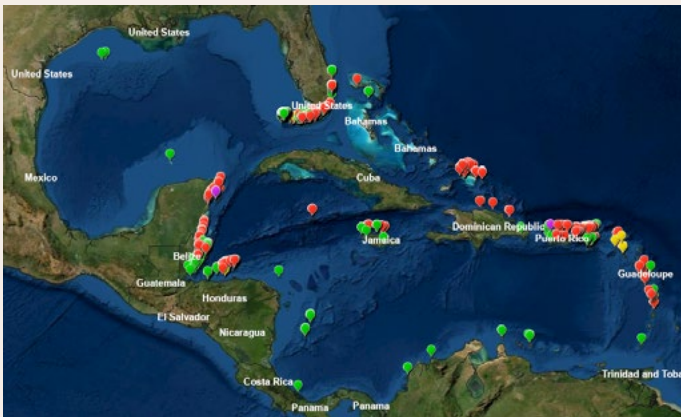 United States
United States
United States
Bahamas
Bahamas
Mexico
Cuba
Dominican Republic
Jamaica
Puerto Rico
Belize
Guadeloupe
Guatemala
Honduras
El Salvador
Nicaragua
Trinidad and Toba
Costa Rica
Panama
Panama